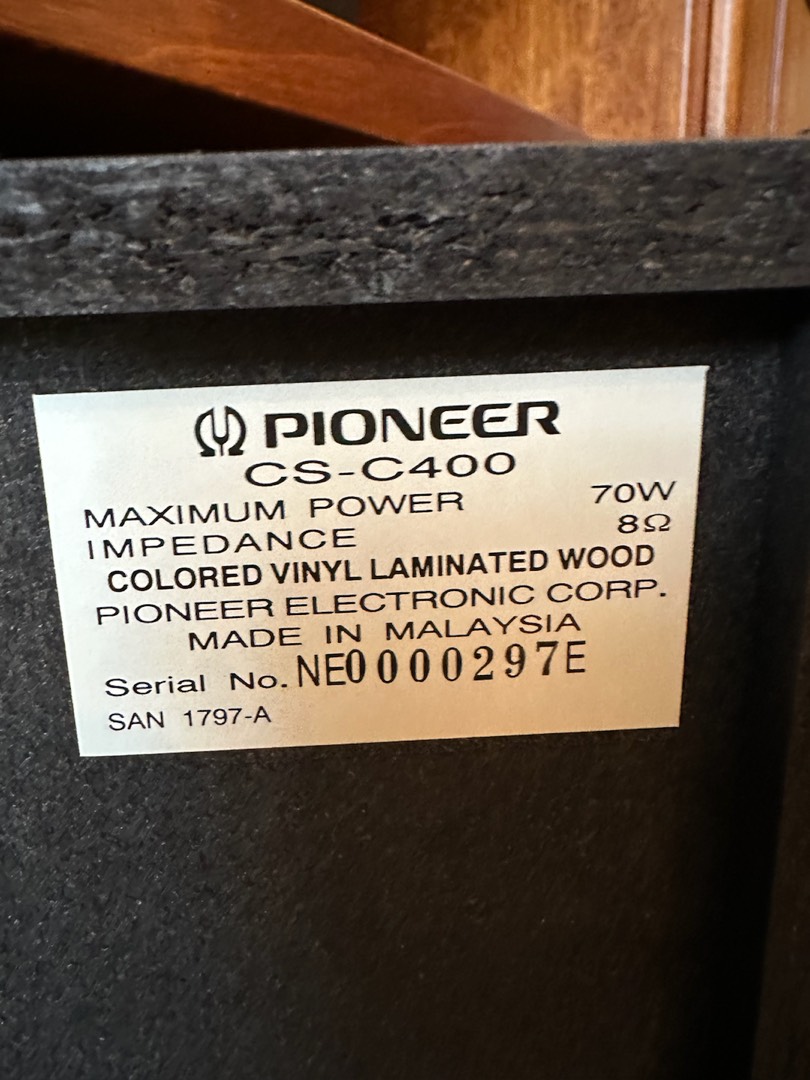 PIONEER
CS-C400
MAXIMUM POWER 70W
IMPEDANCE 8Ω
COLORED VINYL LAMINATED WOOD
PIONEER ELECTRONIC CORP.
MADE IN MALAYSIA
Serial No. NE0000297E
SAN 1797-A